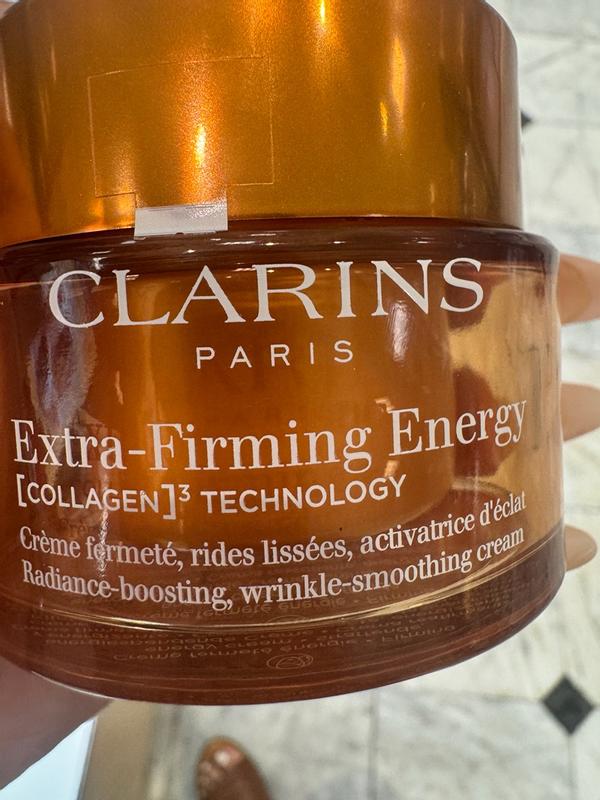 CLARINS
PARIS
Extra-Firming Energy
[COLLAGEN]³ TECHNOLOGY
Crème fermeté, rides lissées, activatrice d'éclat
Radiance-boosting, wrinkle-smoothing cream